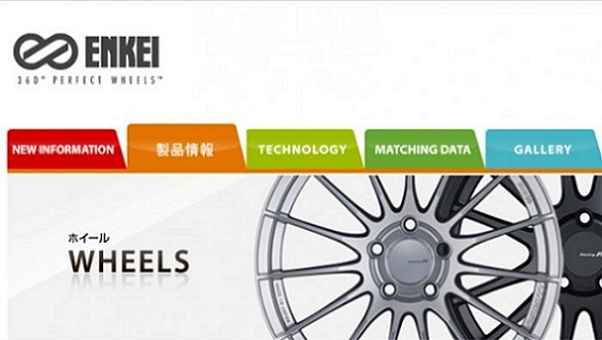 ENKEI
360° PERFECT WHEELS™
NEW INFORMATION
製品情報
TECHNOLOGY
MATCHING DATA
GALLERY
ホイール
WHEELS